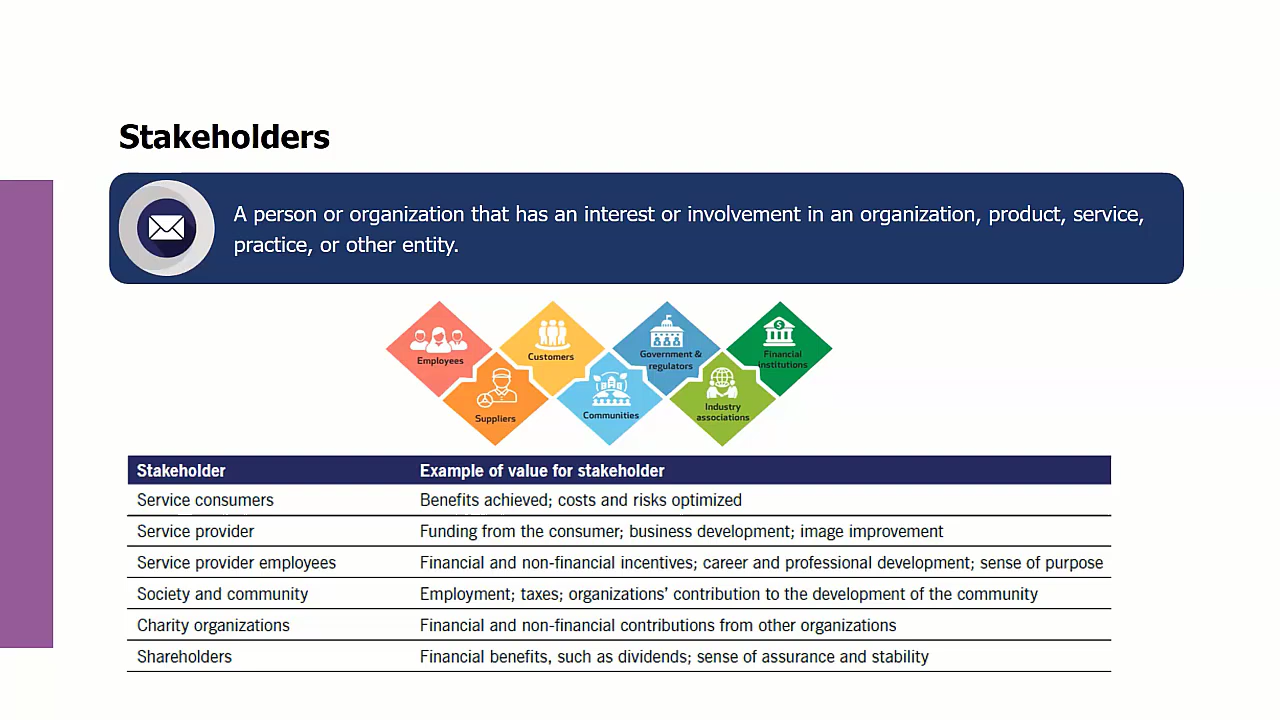 Stakeholders
A person or organization that has an interest or involvement in an organization, product, service,
practice, or other entity.
Employees
Customers
Government &
regulators
Financial
institutions
Suppliers
Communities
Industry
associations
Stakeholder Example of value for stakeholder
Service consumers Benefits achieved; costs and risks optimized
Service provider Funding from the consumer; business development; image improvement
Service provider employees Financial and non-financial incentives; career and professional development; sense of purpose
Society and community Employment; taxes; organizations’ contribution to the development of the community
Charity organizations Financial and non-financial contributions from other organizations
Shareholders Financial benefits, such as dividends; sense of assurance and stability